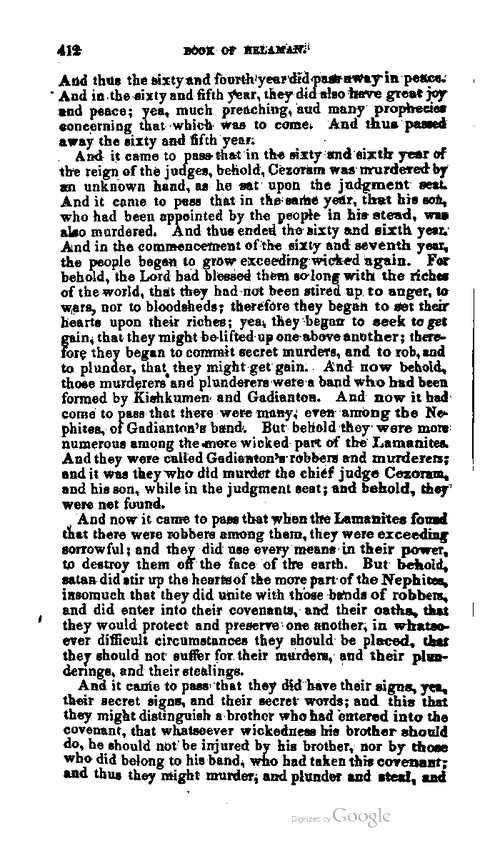 412 BOOK OF HELAMAN.
And thus the sixty and fourth year did pass away in peace.
And in the sixty and fifth year, they did also have great joy
and peace; yea, much preaching, aud many prophecies
concerning that which was to come. And thus passed
away the sixty and fifth year.
And it came to pass that in the sixty and sixth year of
the reign of the judges, behold, Cezoram was murdered by
an unknown hand, as he sat upon the judgment seat.
And it came to pass that in the same year, that his son,
who had been appointed by the people in his stead, was
also murdered. And thus ended the sixty and sixth year.
And in the commencement of the sixty and seventh year,
the people began to grow exceeding wicked again. For
behold, the Lord had blessed them so long with the riches
of the world, that they had not been stired up to anger, to
wars, nor to bloodsheds; therefore they began to set their
hearts upon their riches; yea, they began to seek to get
gain, that they might be lifted up one above another; there-
fore they began to commit secret murders, and to rob, and
to plunder, that they might get gain. And now behold,
those murderers and plunderers were a band who had been
formed by Kishkumen and Gadianton. And now it had
come to pass that there were many, even among the Ne-
phites, of Gadianton's band. But behold they were more
numerous among the more wicked part of the Lamanites.
And they were called Gadianton's robbers and murderers;
and it was they who did murder the chief judge Cezoram,
and his son, while in the judgment seat; and behold, they
were not found.
And now it came to pass that when the Lamanites found
that there were robbers among them, they were exceeding
sorrowful; and they did use every means in their power,
to destroy them off the face of the earth. But behold,
satan did stir up the hearts of the more part of the Nephites,
insomuch that they did unite with those bands of robbers,
and did enter into their covenants, and their oaths, that
they would protect and preserve one another, in whatso-
ever difficult circumstances they should be placed, that
they should not suffer for their murders, and their plun-
derings, and their stealings.
And it came to pass that they did have their signs, yea,
their secret signs, and their secret words; and this that
they might distinguish a brother who had entered into the
covenant, that whatsoever wickedness his brother should
do, he should not be injured by his brother, nor by those
who did belong to his band, who had taken this covenant;
and thus they might murder, and plunder and steal, and
Digitized by Google